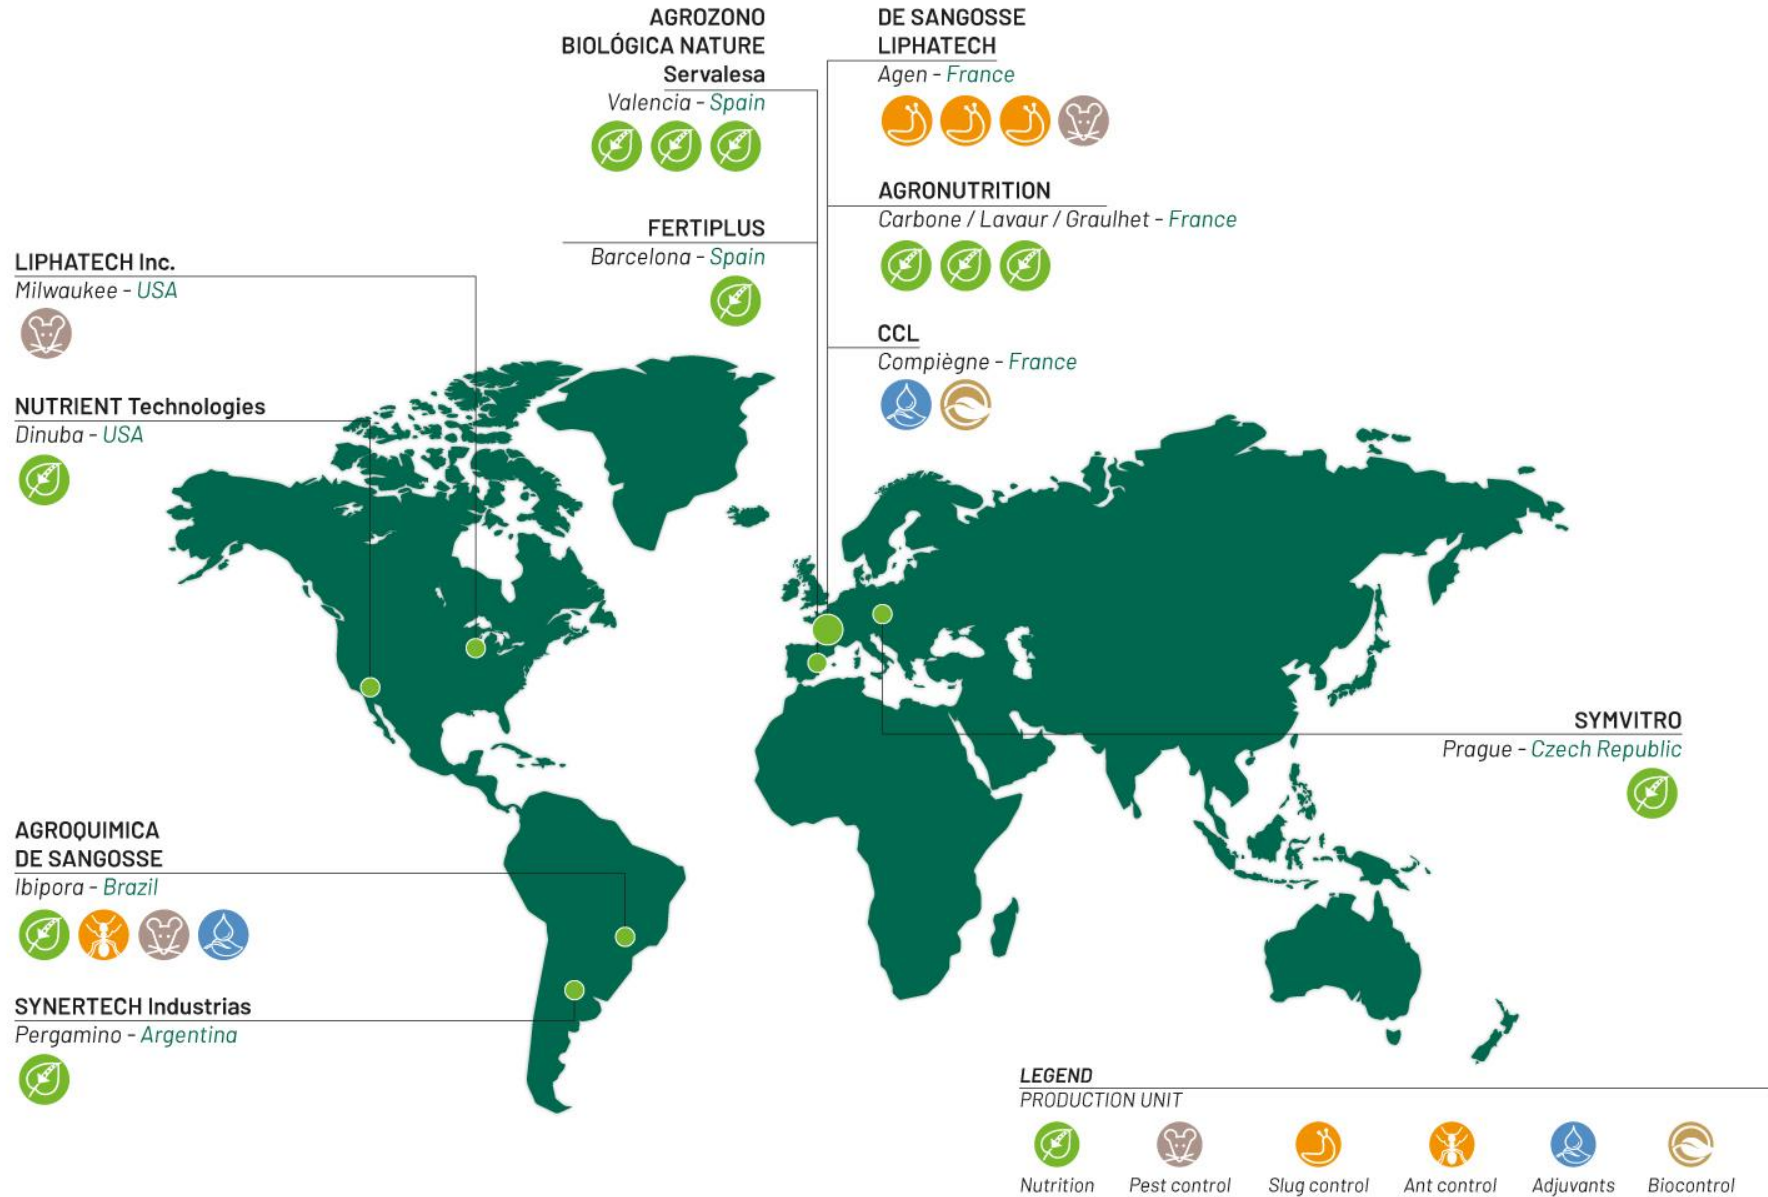 AGROZONO
BIOLÓGICA NATURE
Servalesa
Valencia - Spain
DE SANGOSSE
LIPHATECH
Agen - France
AGRONUTRITION
Carbone / Lavaur / Graulhet - France
FERTIPLUS
Barcelona - Spain
LIPHATECH Inc.
Milwaukee - USA
CCL
Compiègne - France
NUTRIENT Technologies
Dinuba - USA
SYMVITRO
Prague - Czech Republic
AGROQUIMICA
DE SANGOSSE
Ibipora - Brazil
SYNERTECH Industrias
Pergamino - Argentina
LEGEND
PRODUCTION UNIT
Nutrition Pest control Slug control Ant control Adjuvants Biocontrol